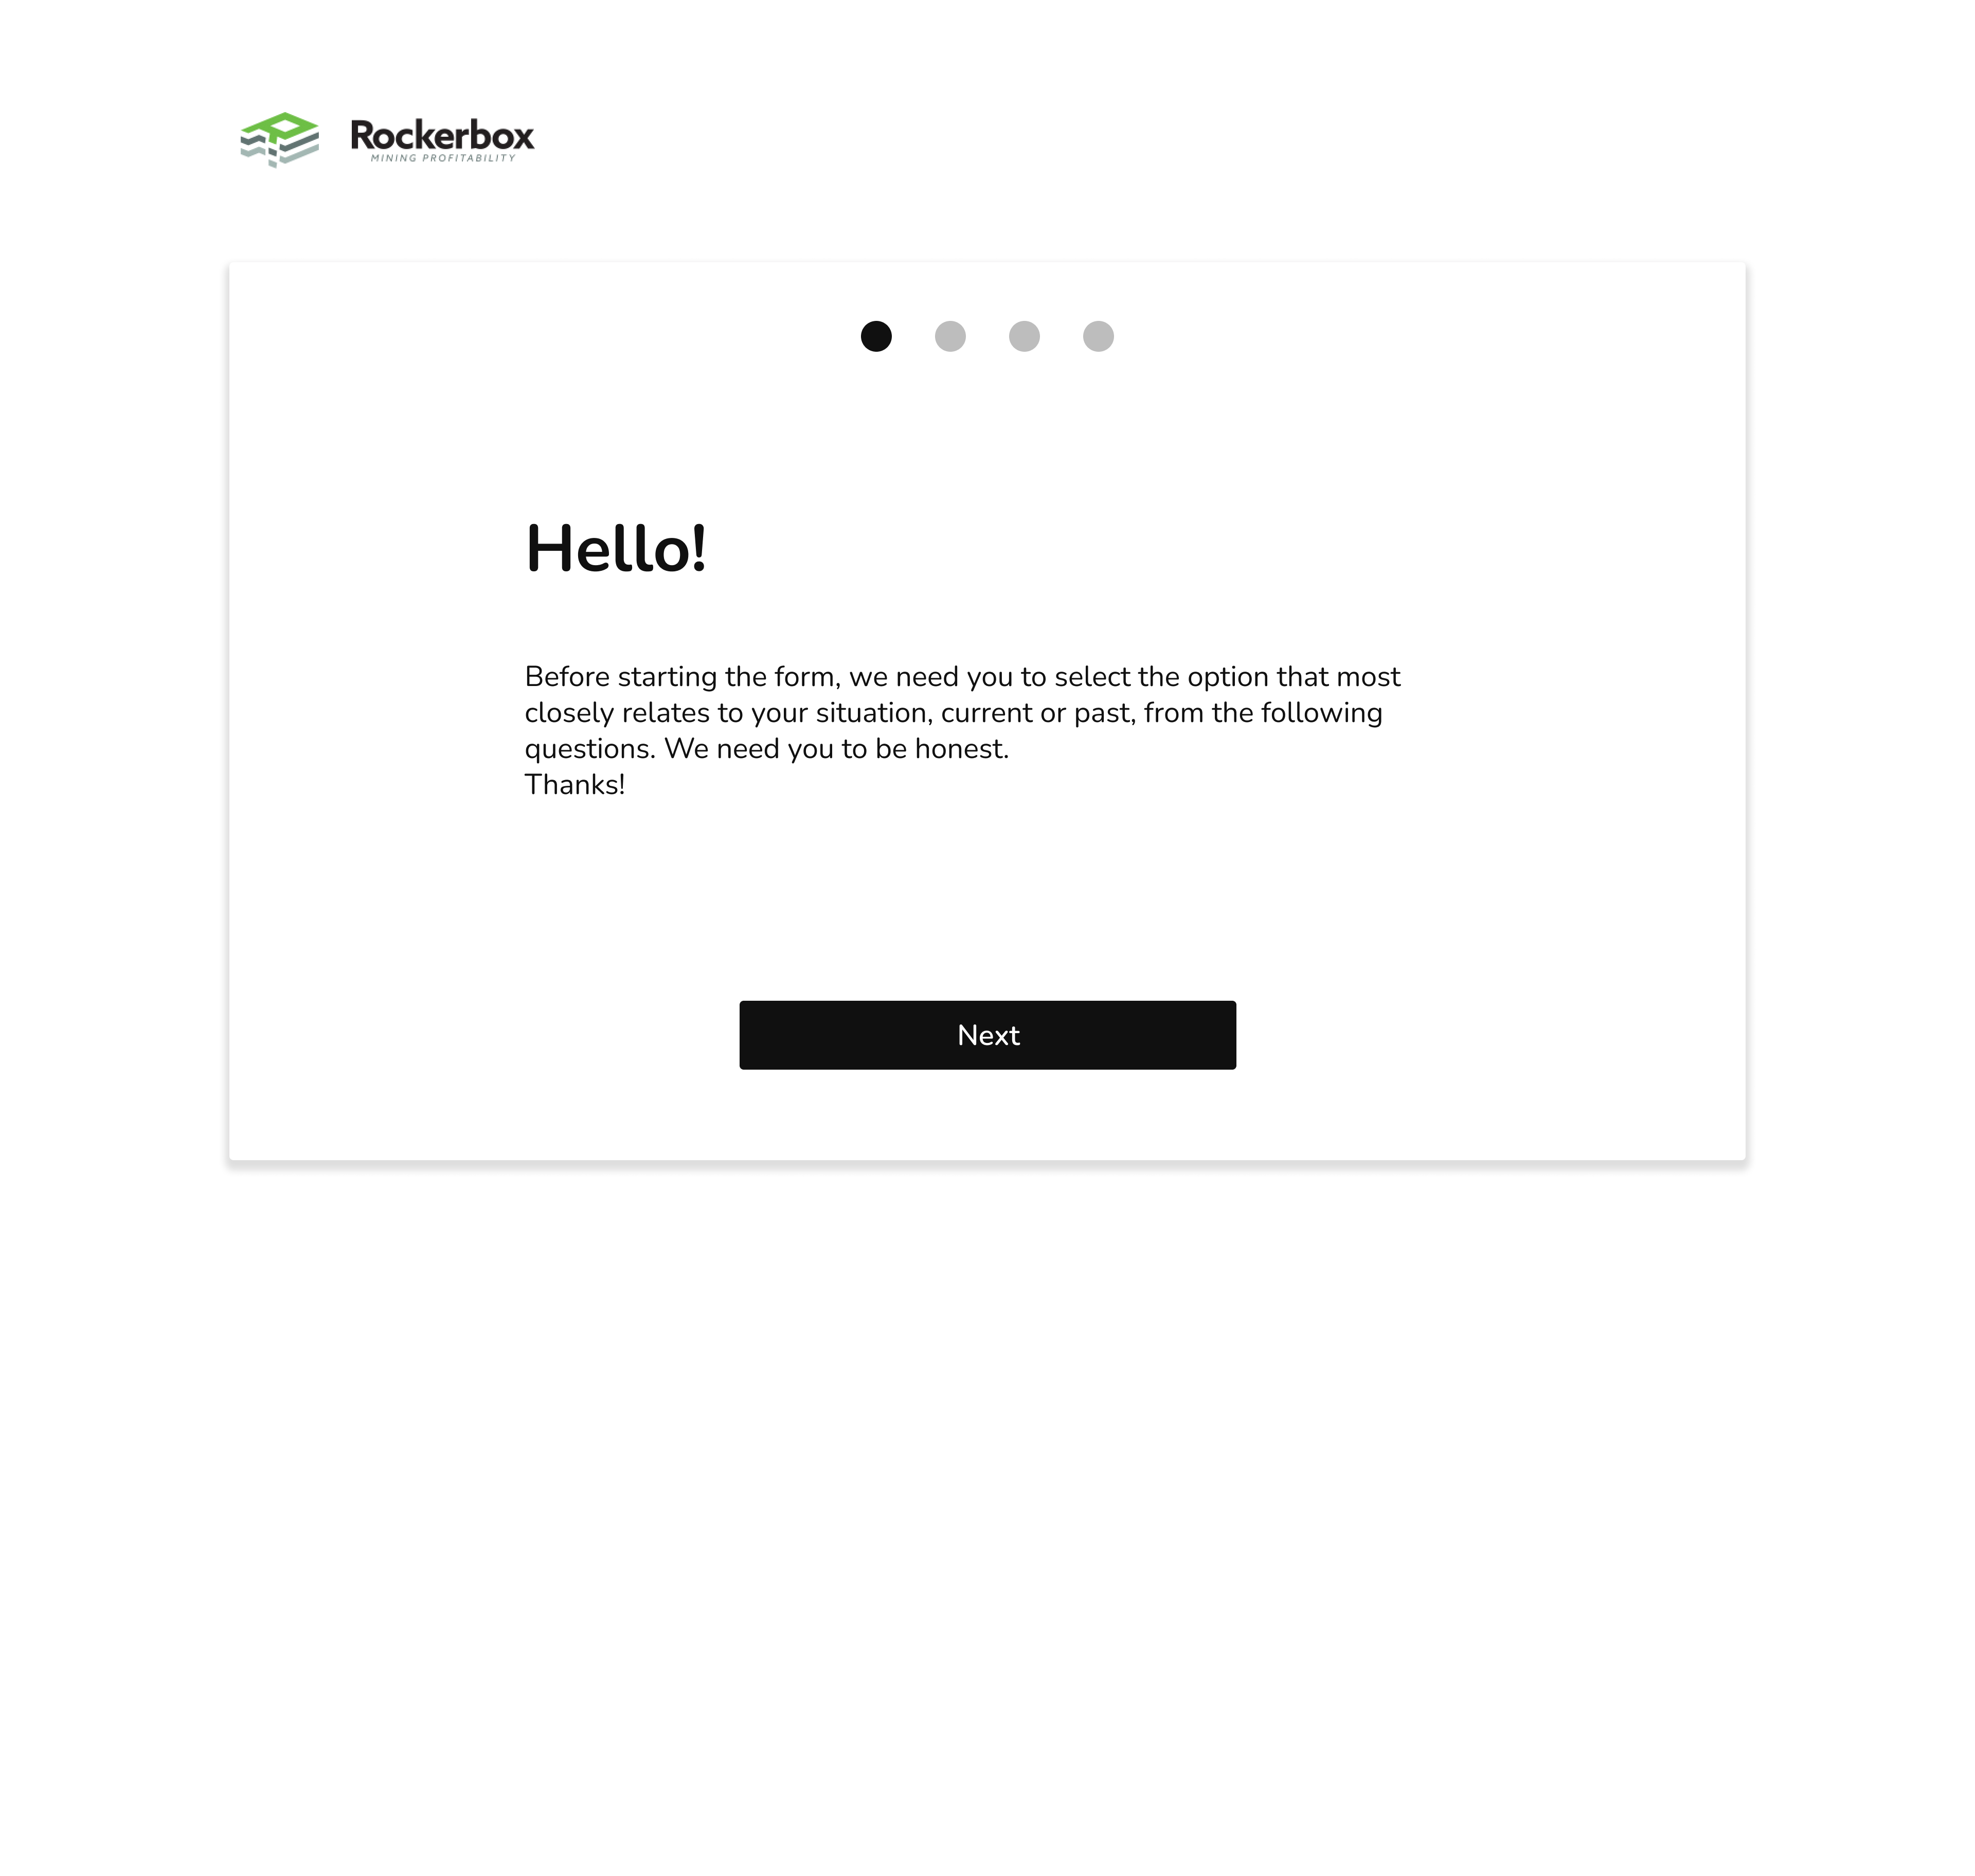 Rockerbox
MINING PROFITABILITY
Hello!
Before starting the form, we need you to select the option that most
closely relates to your situation, current or past, from the following
questions. We need you to be honest.
Thanks!
Next